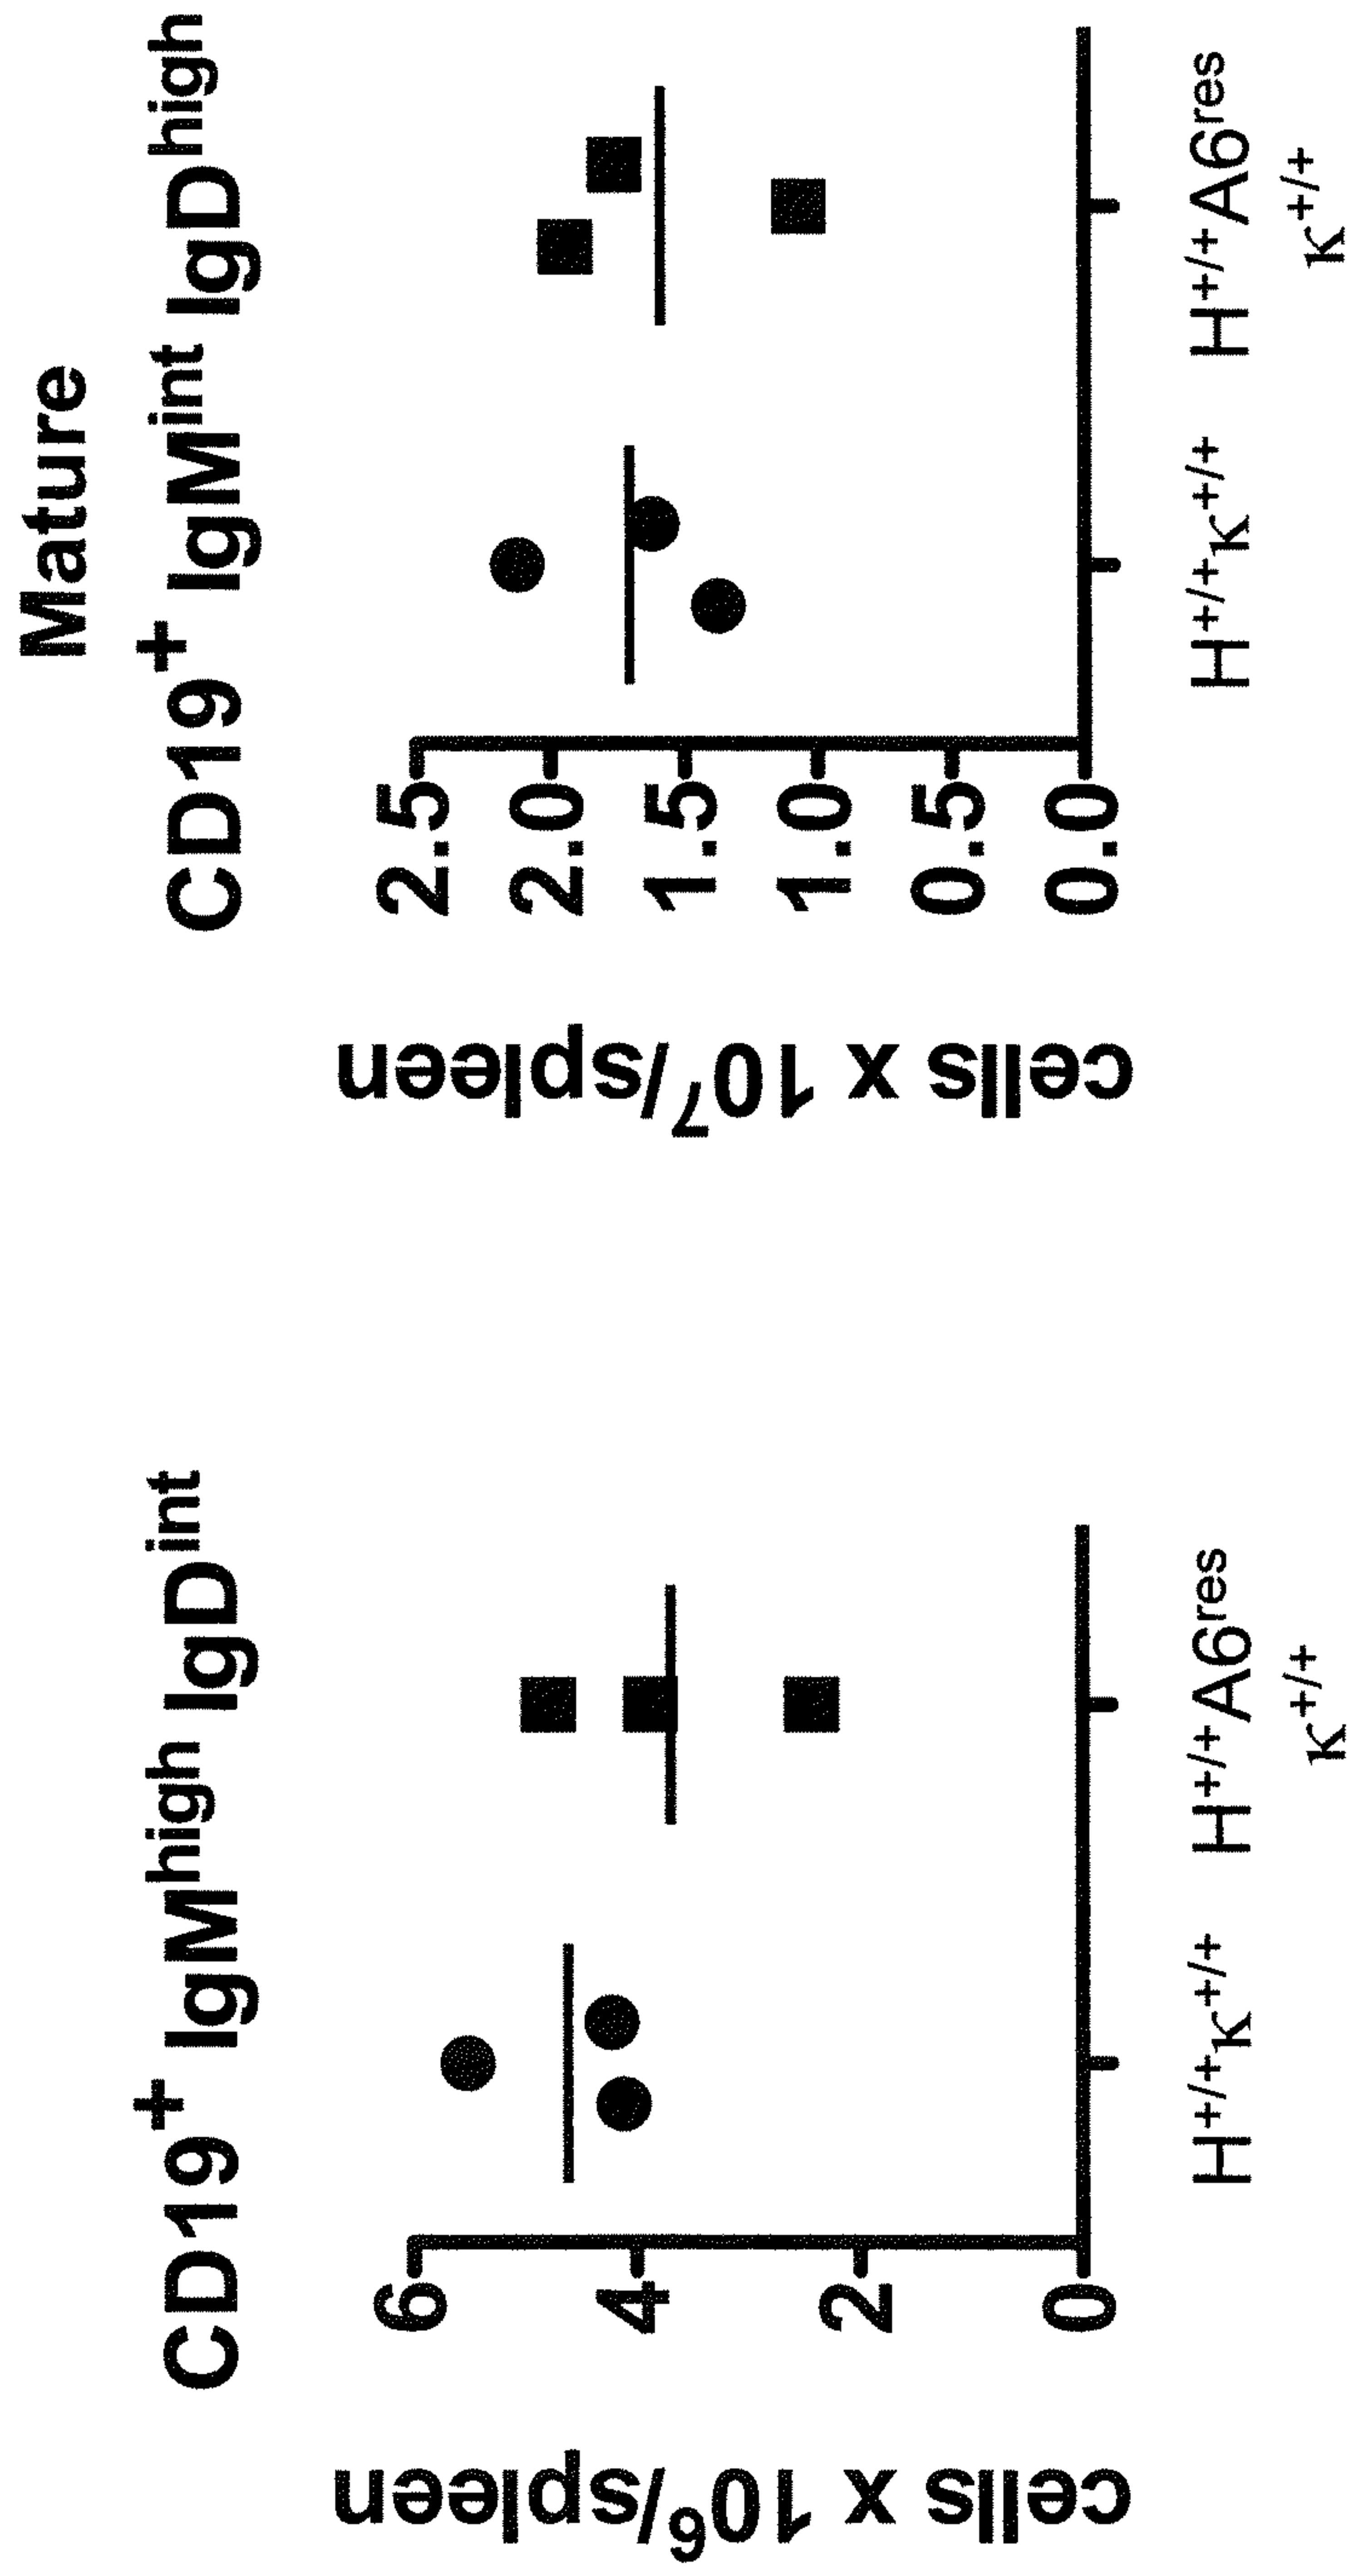 CD19⁺ IgMʰⁱᵍʰ IgDⁱⁿᵗ
cells x 10⁶/spleen
6
4
2
0
H⁺/⁺κ⁺/⁺
H⁺/⁺A6ʳᵉˢ
κ⁺/⁺
Mature
CD19⁺ IgMⁱⁿᵗ IgDʰⁱᵍʰ
cells x 10⁷/spleen
2.5
2.0
1.5
1.0
0.5
0.0
H⁺/⁺κ⁺/⁺
H⁺/⁺A6ʳᵉˢ
κ⁺/⁺